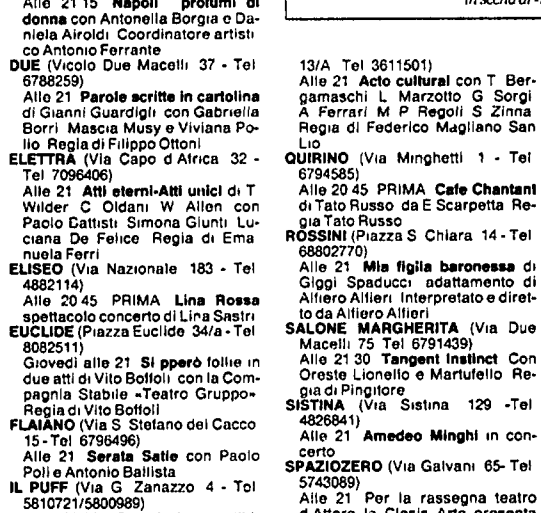 Alle 21 15 Napoli profumi di
donna con Antonella Borgia e Da-
niela Airoldi Coordinatore artisti
co Antonio Ferrante
DUE (Vicolo Due Macelli 37 - Tel
6788259)
Alle 21 Parole scritte in cartolina
di Gianni Guardigli con Gabriella
Borri Mascia Musy e Viviana Po-
lio Regia di Filippo Ottoni
ELETTRA (Via Capo d Africa 32 -
Tel 7096406)
Alle 21 Atti eterni-Atti unici di T
Wilder C Oldani W Allen con
Paolo Cattisti Simona Giunti Lu-
ciana De Felice Regia di Ema
nuela Ferri
ELISEO (Via Nazionale 183 - Tel
4882114)
Alle 20 45 PRIMA Lina Rossa
spettacolo concerto di Lina Sastri
EUCLIDE (Piazza Euclide 34/a - Tel
8082511)
Giovedi alle 21 Si pperò follie in
due atti di Vito Boffoli con la Com-
pagnia Stabile «Teatro Gruppo»
Regia di Vito Boffoli
FLAIANO (Via S Stefano del Cacco
15 - Tel 6796496)
Alle 21 Serata Satie con Paolo
Poli e Antonio Ballista
IL PUFF (Via G Zanazzo 4 - Tel
5810721/5800989)
13/A Tel 3611501)
Alle 21 Acto cultural con T Ber-
gamaschi L Marzotto G Sorgi
A Ferrari M P Regoli S Zinna
Regia di Federico Magliano San
Lio
QUIRINO (Via Minghetti 1 - Tel
6794585)
Alle 20 45 PRIMA Cafe Chantant
di Tato Russo da E Scarpetta Re-
gia Tato Russo
ROSSINI (Piazza S Chiara 14 - Tel
68802770)
Alle 21 Mia figlia baronessa di
Giggi Spaducci adattamento di
Alfiero Alfieri Interpretato e diret-
to da Alfiero Alfieri
SALONE MARGHERITA (Via Due
Macelli 75 Tel 6791439)
Alle 21 30 Tangent Instinct Con
Oreste Lionello e Martufello Re-
gia di Pingitore
SISTINA (Via Sistina 129 -Tel
4826841)
Alle 21 Amedeo Minghi in con-
certo
SPAZIOZERO (Via Galvani 65- Tel
5743089)
Alle 21 Per la rassegna teatro